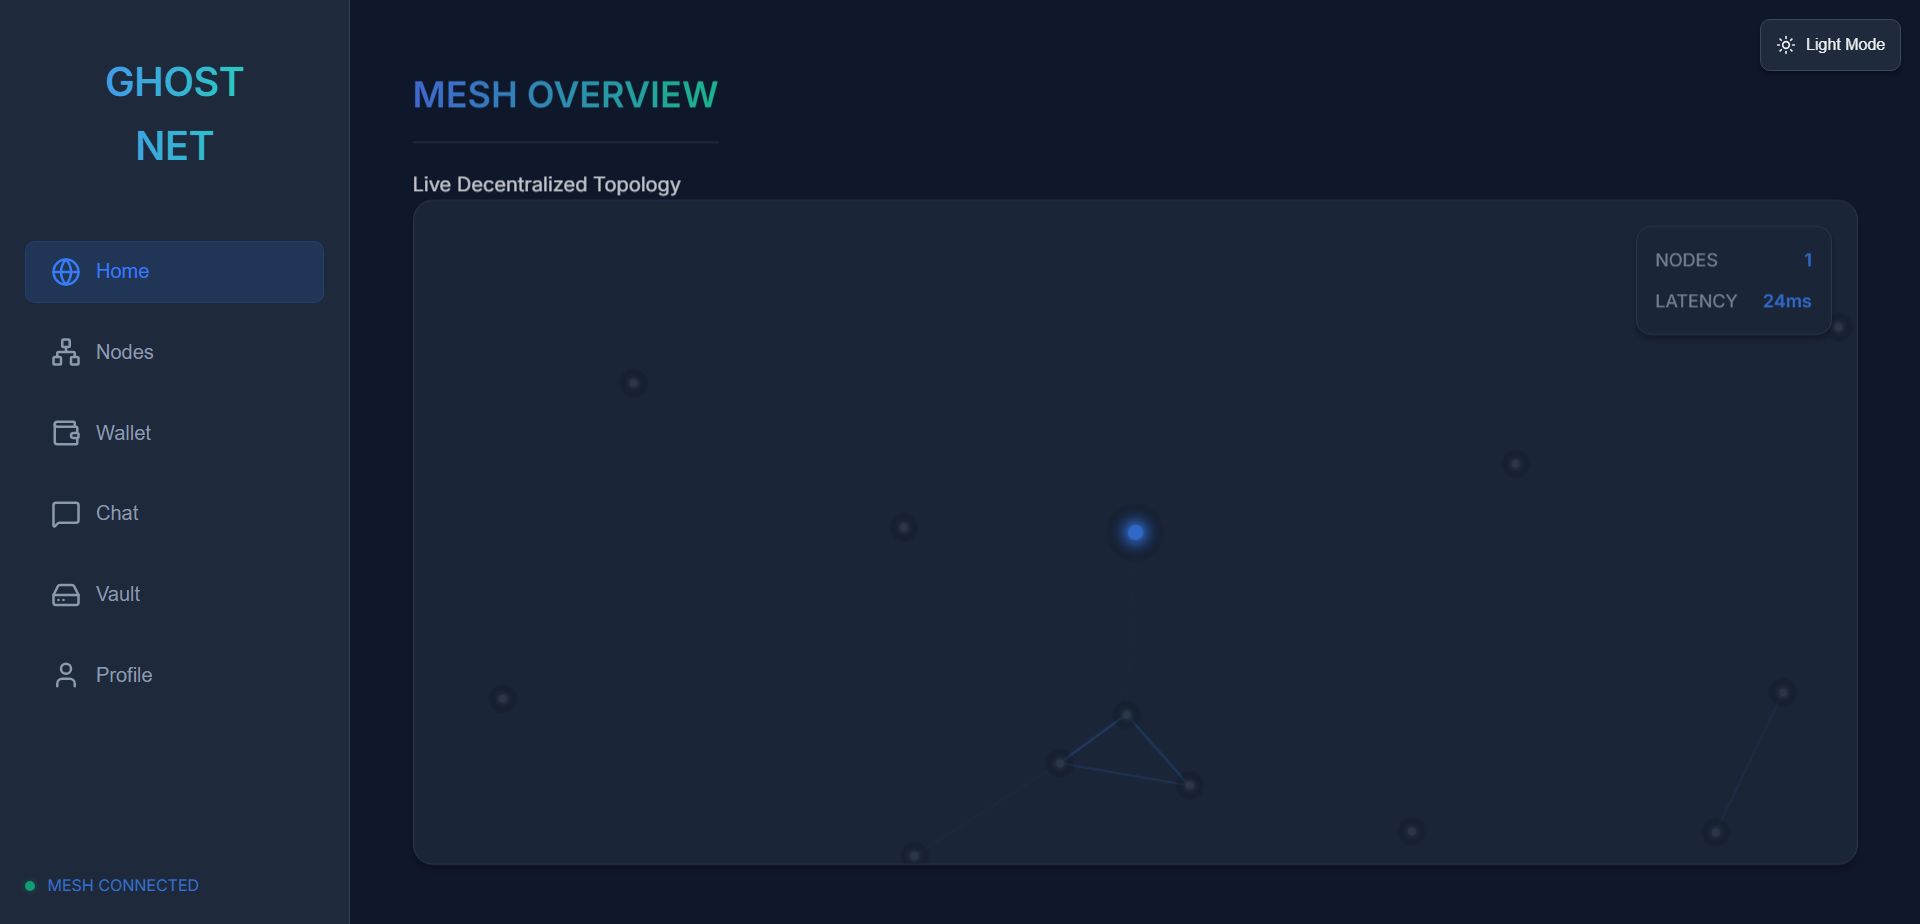 GHOST
NET
Home
Nodes
Wallet
Chat
Vault
Profile
MESH CONNECTED
Light Mode
MESH OVERVIEW
Live Decentralized Topology
NODES 1
LATENCY 24ms